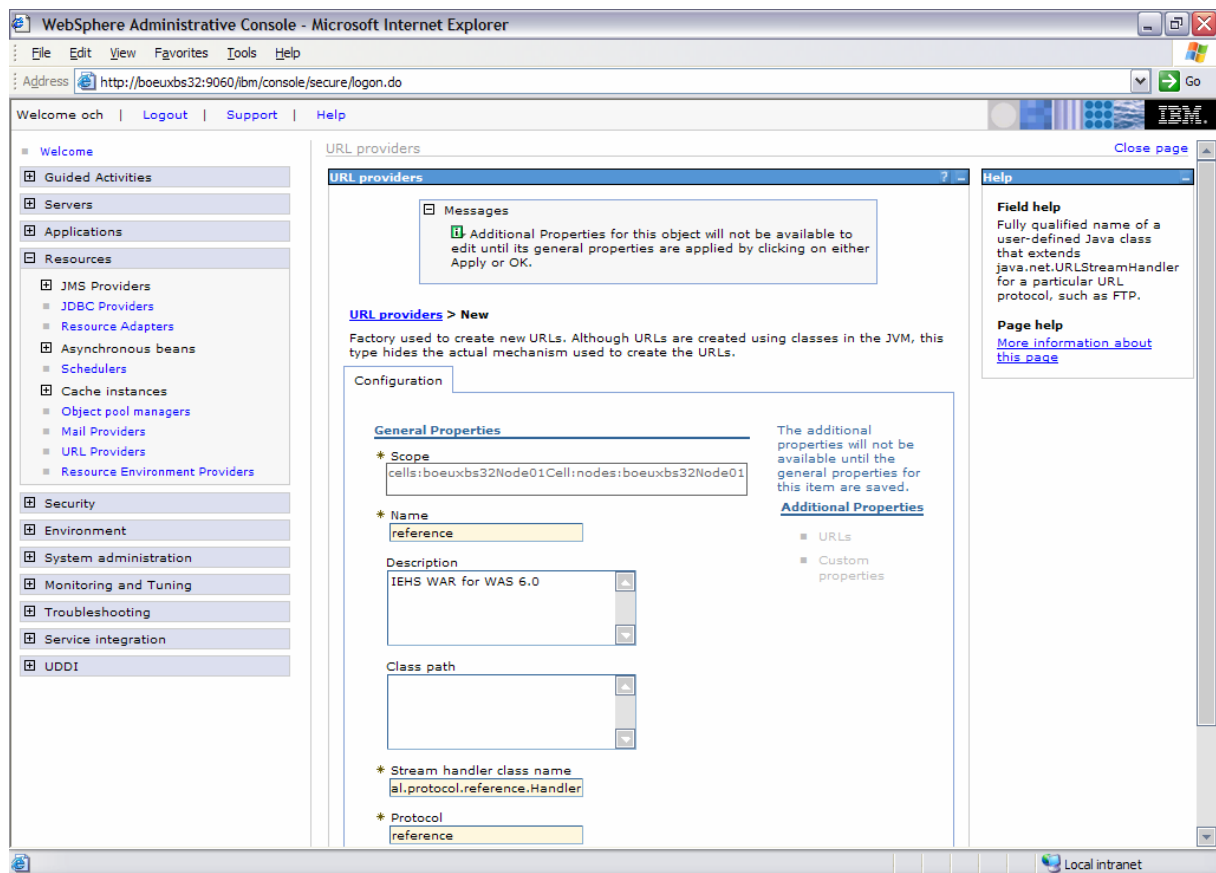 WebSphere Administrative Console - Microsoft Internet Explorer
File Edit View Favorites Tools Help
Address http://boeuxbs32:9060/ibm/console/secure/logon.do Go
Welcome och | Logout | Support | Help
IBM.
Welcome
Guided Activities
Servers
Applications
Resources
JMS Providers
JDBC Providers
Resource Adapters
Asynchronous beans
Schedulers
Cache instances
Object pool managers
Mail Providers
URL Providers
Resource Environment Providers
Security
Environment
System administration
Monitoring and Tuning
Troubleshooting
Service integration
UDDI
URL providers
Close page
URL providers ? -
Messages
Additional Properties for this object will not be available to
edit until its general properties are applied by clicking on either
Apply or OK.
URL providers > New
Factory used to create new URLs. Although URLs are created using classes in the JVM, this
type hides the actual mechanism used to create the URLs.
Configuration
General Properties
* Scope
cells:boeuxbs32Node01Cell:nodes:boeuxbs32Node01
* Name
reference
Description
IEHS WAR for WAS 6.0
Class path
* Stream handler class name
al.protocol.reference.Handler
* Protocol
reference
The additional
properties will not be
available until the
general properties for
this item are saved.
Additional Properties
URLs
Custom
properties
Help -
Field help
Fully qualified name of a
user-defined Java class
that extends
java.net.URLStreamHandler
for a particular URL
protocol, such as FTP.
Page help
More information about
this page
Local intranet